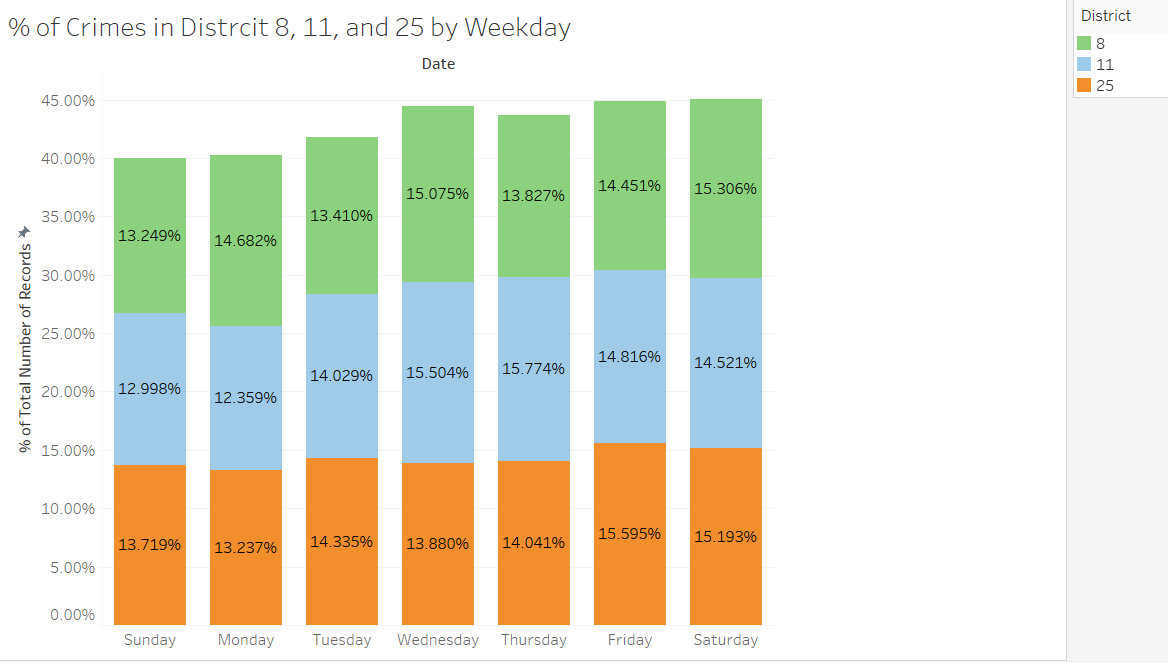 % of Crimes in Distrcit 8, 11, and 25 by Weekday
Date
District
8
11
25
% of Total Number of Records
45.00%
40.00%
35.00%
30.00%
25.00%
20.00%
15.00%
10.00%
5.00%
0.00%
13.249% 14.682% 13.410% 15.075% 13.827% 14.451% 15.306%
12.998% 12.359% 14.029% 15.504% 15.774% 14.816% 14.521%
13.719% 13.237% 14.335% 13.880% 14.041% 15.595% 15.193%
Sunday Monday Tuesday Wednesday Thursday Friday Saturday